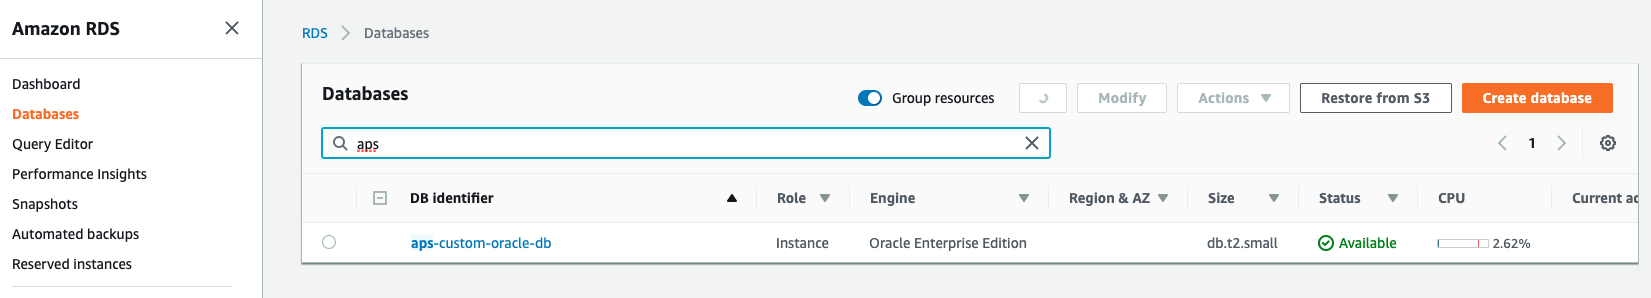 Amazon RDS
Dashboard
Databases
Query Editor
Performance Insights
Snapshots
Automated backups
Reserved instances
RDS > Databases
Databases
Group resources
Modify
Actions
Restore from S3
Create database
aps
1
DB identifier Role Engine Region & AZ Size Status CPU Current ac
aps-custom-oracle-db Instance Oracle Enterprise Edition db.t2.small Available 2.62%